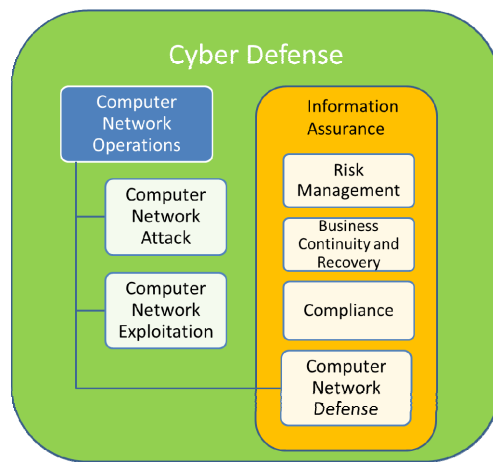 Cyber Defense
Computer
Network
Operations
Computer
Network
Attack
Computer
Network
Exploitation
Information
Assurance
Risk
Management
Business
Continuity and
Recovery
Compliance
Computer
Network
Defense